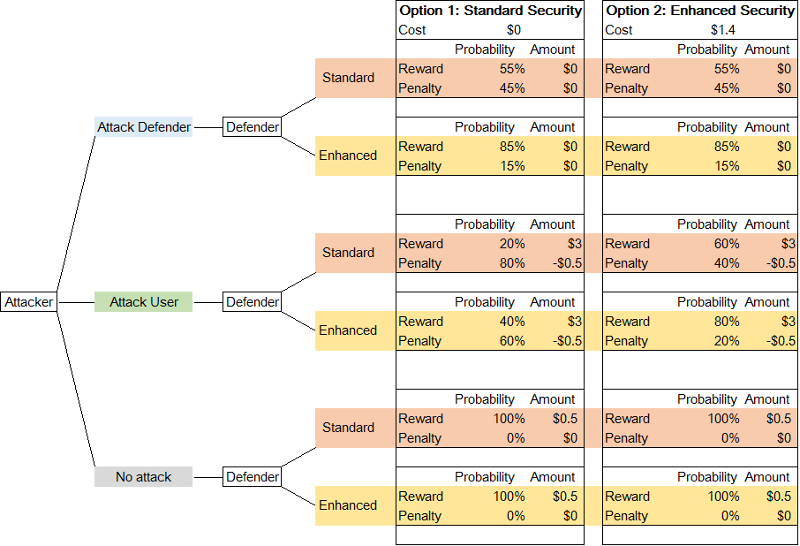 Option 1: Standard Security Option 2: Enhanced Security
Cost $0 Cost $1.4
Probability Amount Probability Amount
Standard Reward 55% $0 Reward 55% $0
Penalty 45% $0 Penalty 45% $0
Attack Defender Defender Probability Amount Probability Amount
Enhanced Reward 85% $0 Reward 85% $0
Penalty 15% $0 Penalty 15% $0
Probability Amount Probability Amount
Standard Reward 20% $3 Reward 60% $3
Penalty 80% -$0.5 Penalty 40% -$0.5
Attacker Attack User Defender Probability Amount Probability Amount
Enhanced Reward 40% $3 Reward 80% $3
Penalty 60% -$0.5 Penalty 20% -$0.5
Probability Amount Probability Amount
Standard Reward 100% $0.5 Reward 100% $0.5
Penalty 0% $0 Penalty 0% $0
No attack Defender Probability Amount Probability Amount
Enhanced Reward 100% $0.5 Reward 100% $0.5
Penalty 0% $0 Penalty 0% $0